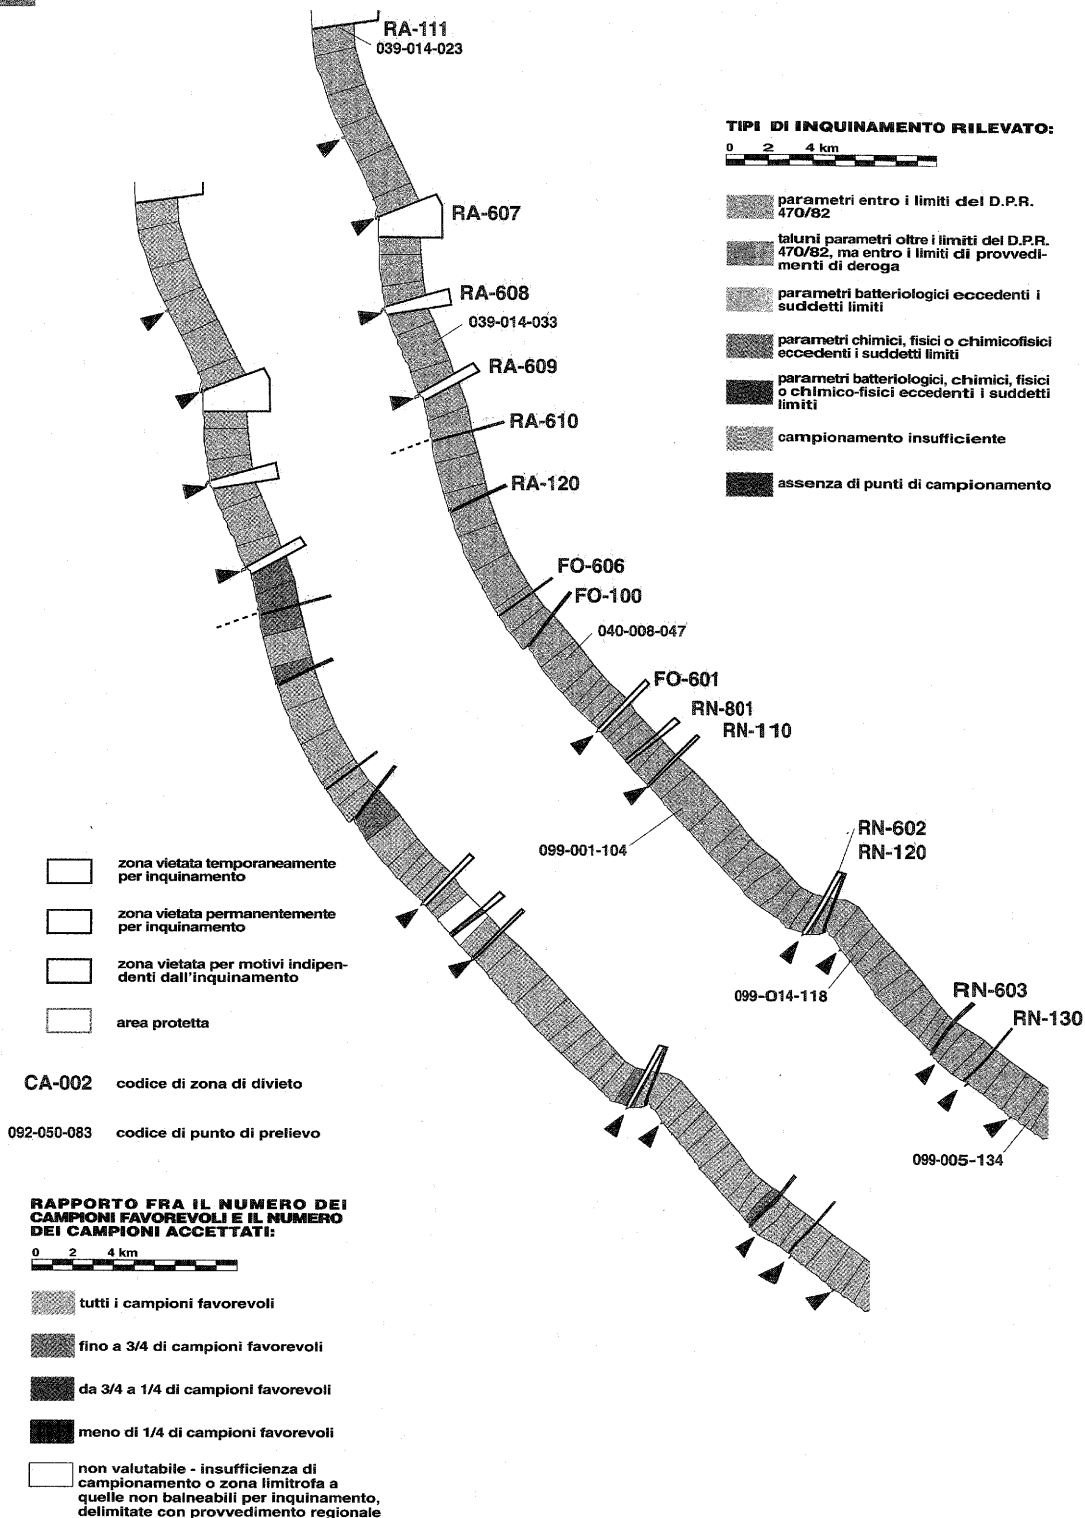 RA-111
039-014-023
RA-607
RA-608
039-014-033
RA-609
RA-610
RA-120
FO-606
FO-100
040-008-047
FO-601
RN-801
RN-110
099-001-104
RN-602
RN-120
099-014-118
RN-603
RN-130
099-005-134
TIPI DI INQUINAMENTO RILEVATO:
0 2 4 km
parametri entro i limiti del D.P.R.
470/82
taluni parametri oltre i limiti del D.P.R.
470/82, ma entro i limiti di provvedi-
menti di deroga
parametri batteriologici eccedenti i
suddetti limiti
parametri chimici, fisici o chimicofisici
eccedenti i suddetti limiti
parametri batteriologici, chimici, fisici
o chimico-fisici eccedenti i suddetti
limiti
campionamento insufficiente
assenza di punti di campionamento
zona vietata temporaneamente
per inquinamento
zona vietata permanentemente
per inquinamento
zona vietata per motivi indipen-
denti dall'inquinamento
area protetta
CA-002 codice di zona di divieto
092-050-083 codice di punto di prelievo
RAPPORTO FRA IL NUMERO DEI
CAMPIONI FAVOREVOLI E IL NUMERO
DEI CAMPIONI ACCETTATI:
0 2 4 km
tutti i campioni favorevoli
fino a 3/4 di campioni favorevoli
da 3/4 a 1/4 di campioni favorevoli
meno di 1/4 di campioni favorevoli
non valutabile - insufficienza di
campionamento o zona limitrofa a
quelle non balneabili per inquinamento,
delimitate con provvedimento regionale